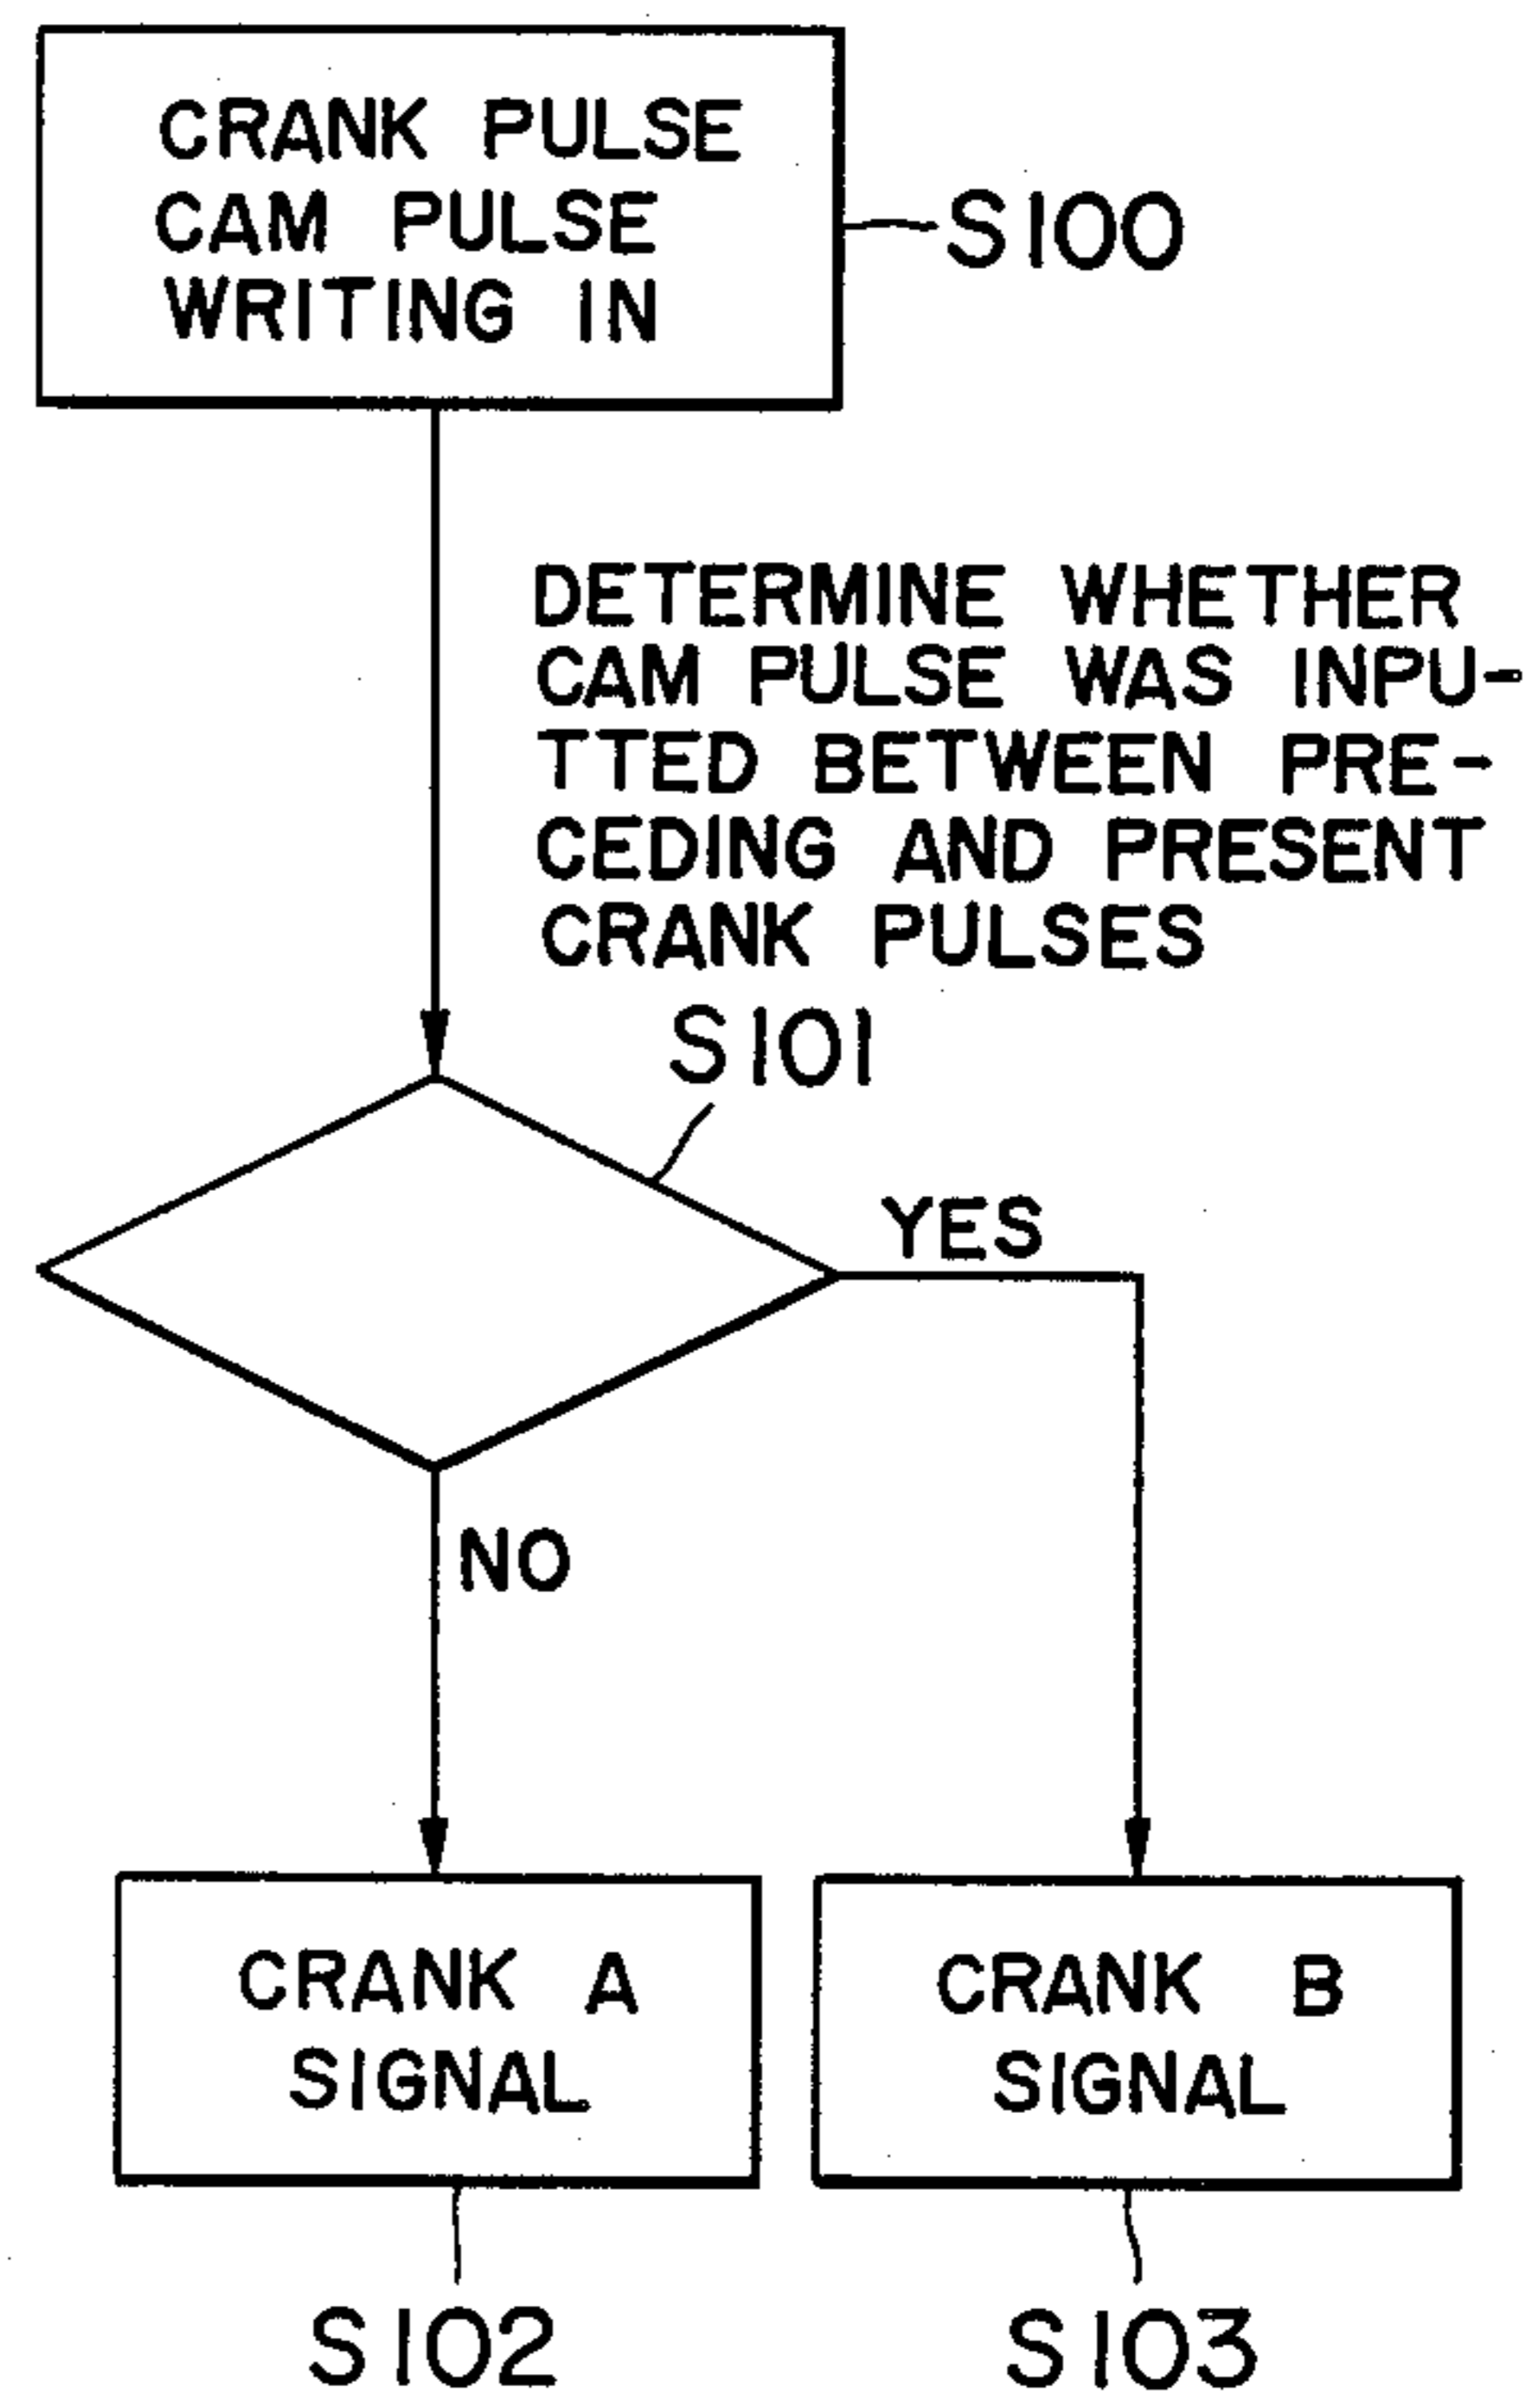 CRANK PULSE
CAM PULSE
WRITING IN
S100
DETERMINE WHETHER
CAM PULSE WAS INPU-
TTED BETWEEN PRE-
CEDING AND PRESENT
CRANK PULSES
S101
YES
NO
CRANK A
SIGNAL
CRANK B
SIGNAL
S102
S103